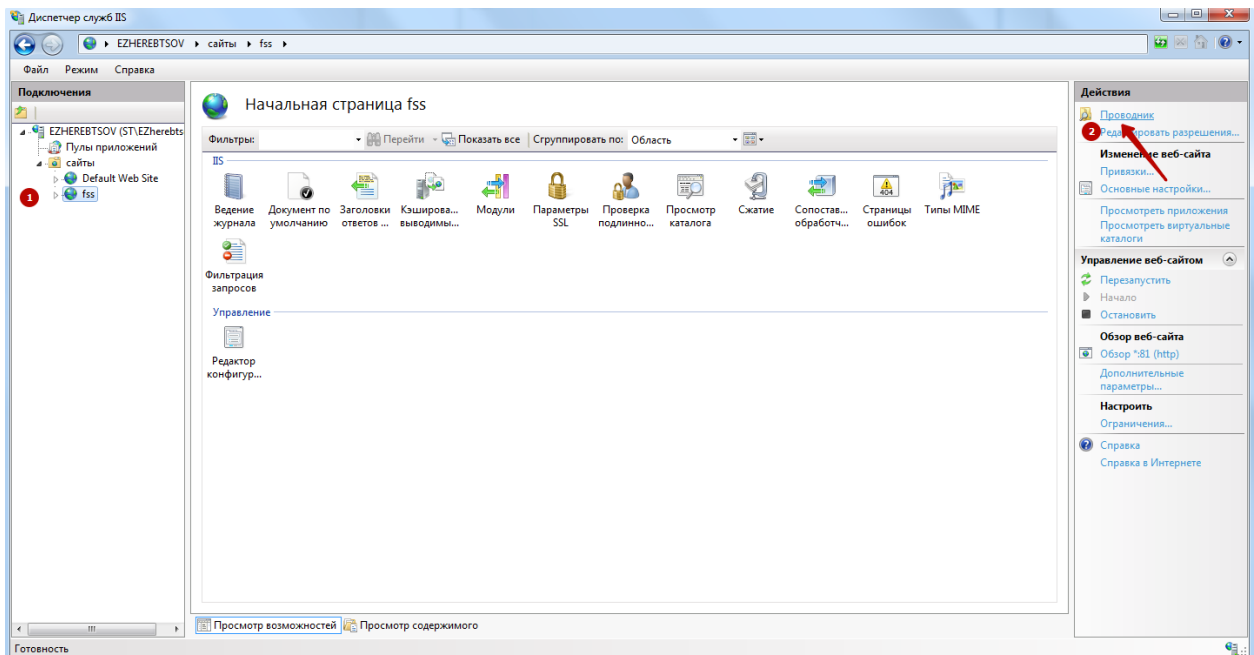 Диспетчер служб IIS
EZHEREBTSOV ▸ сайты ▸ fss ▸
Файл Режим Справка
Подключения
EZHEREBTSOV (ST\EZherebts
Пулы приложений
сайты
Default Web Site
1
fss
Начальная страница fss
Фильтры: Перейти Показать все Сгруппировать по: Область
IIS
Ведение журнала
Документ по умолчанию
Заголовки ответов ...
Кэширова... выводимы...
Модули
Параметры SSL
Проверка подлинно...
Просмотр каталога
Сжатие
Сопостав... обработч...
404
Страницы ошибок
Типы MIME
Фильтрация
запросов
Управление
Редактор
конфигур...
Просмотр возможностей Просмотр содержимого
Готовность
Действия
Проводник
2
разрешения...
Изменение веб-сайта
Привязки...
Основные настройки...
Просмотреть приложения
Просмотреть виртуальные
каталоги
Управление веб-сайтом
Перезапустить
Начало
Остановить
Обзор веб-сайта
Обзор *:81 (http)
Дополнительные
параметры...
Настроить
Ограничения...
Справка
Справка в Интернете